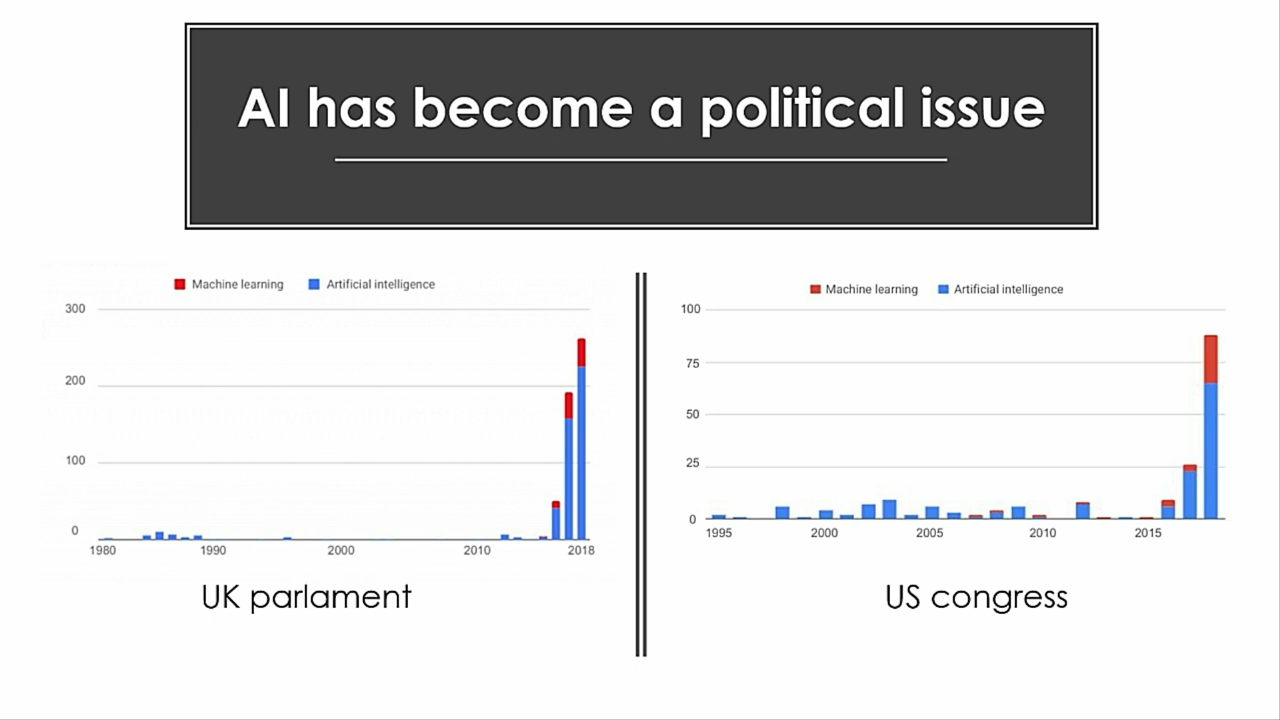 AI has become a political issue
Machine learning Artificial intelligence
300
200
100
0
1980 1990 2000 2010 2018
UK parlament
Machine learning Artificial intelligence
100
75
50
25
0
1995 2000 2005 2010 2015
US congress